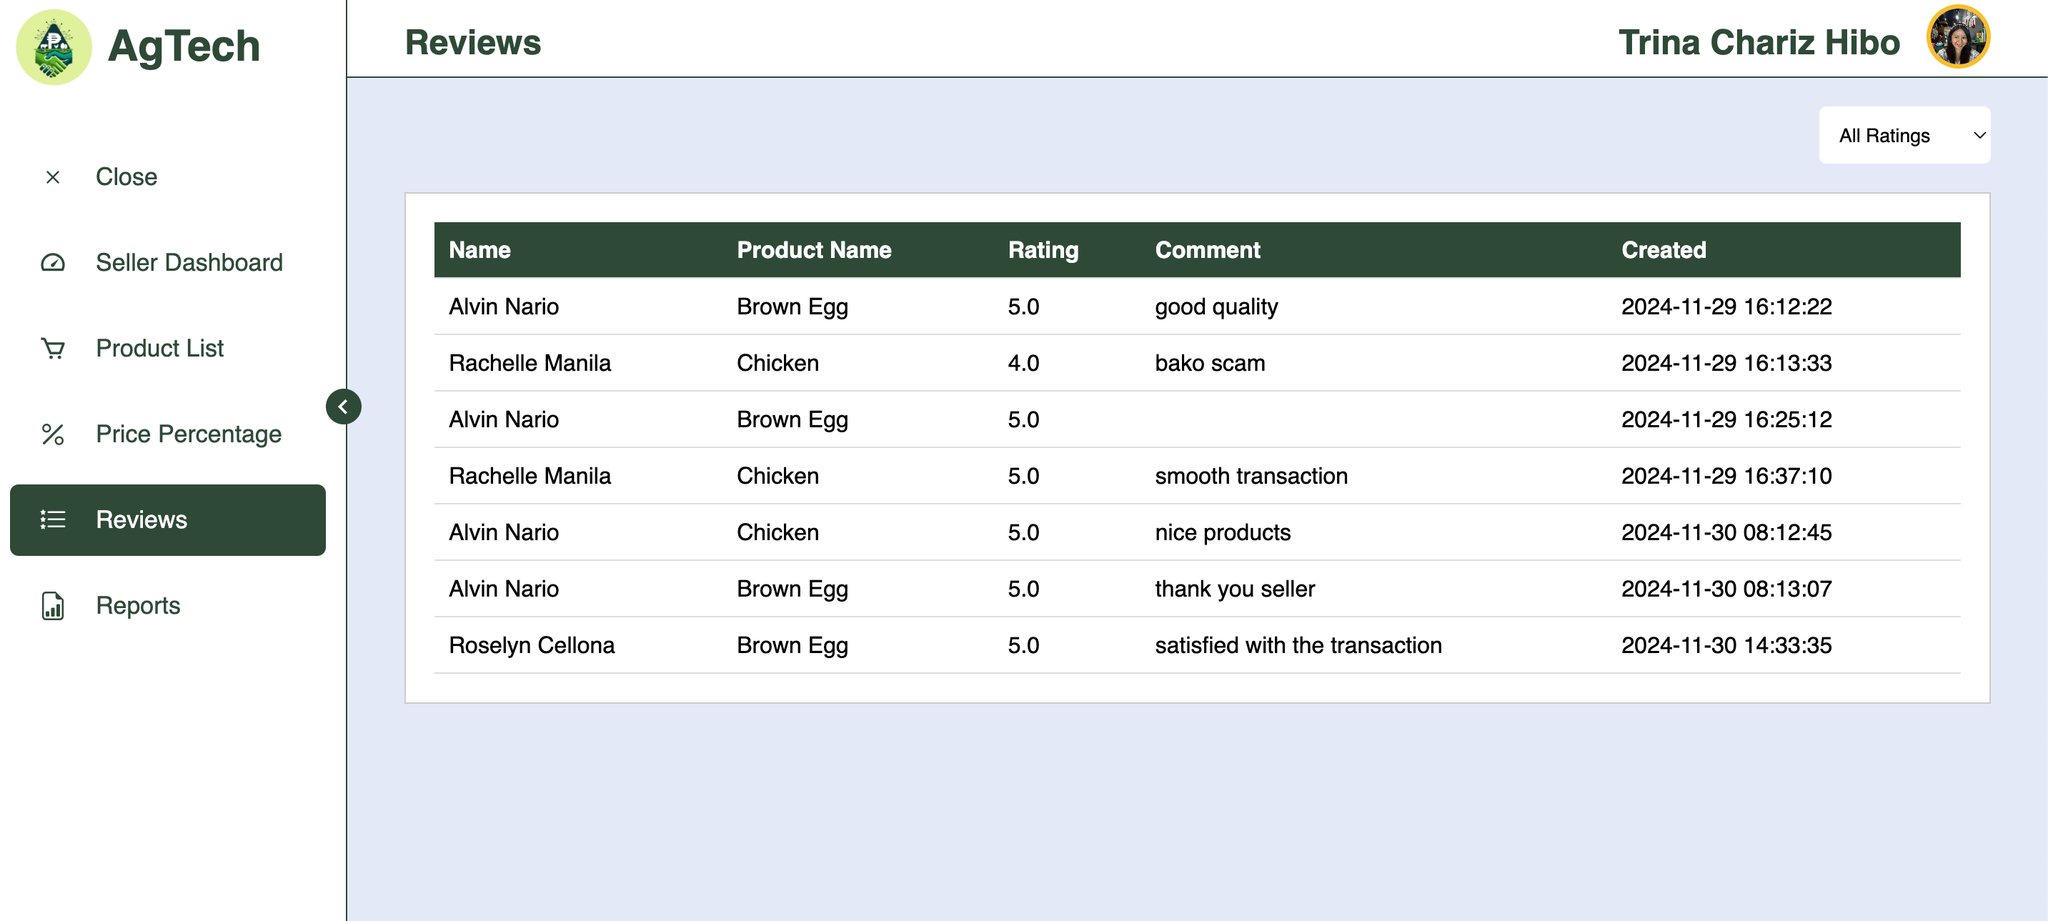 AgTech
Reviews
Trina Chariz Hibo
Close
Seller Dashboard
Product List
Price Percentage
Reviews
Reports
All Ratings
Name Product Name Rating Comment Created
Alvin Nario Brown Egg 5.0 good quality 2024-11-29 16:12:22
Rachelle Manila Chicken 4.0 bako scam 2024-11-29 16:13:33
Alvin Nario Brown Egg 5.0 2024-11-29 16:25:12
Rachelle Manila Chicken 5.0 smooth transaction 2024-11-29 16:37:10
Alvin Nario Chicken 5.0 nice products 2024-11-30 08:12:45
Alvin Nario Brown Egg 5.0 thank you seller 2024-11-30 08:13:07
Roselyn Cellona Brown Egg 5.0 satisfied with the transaction 2024-11-30 14:33:35